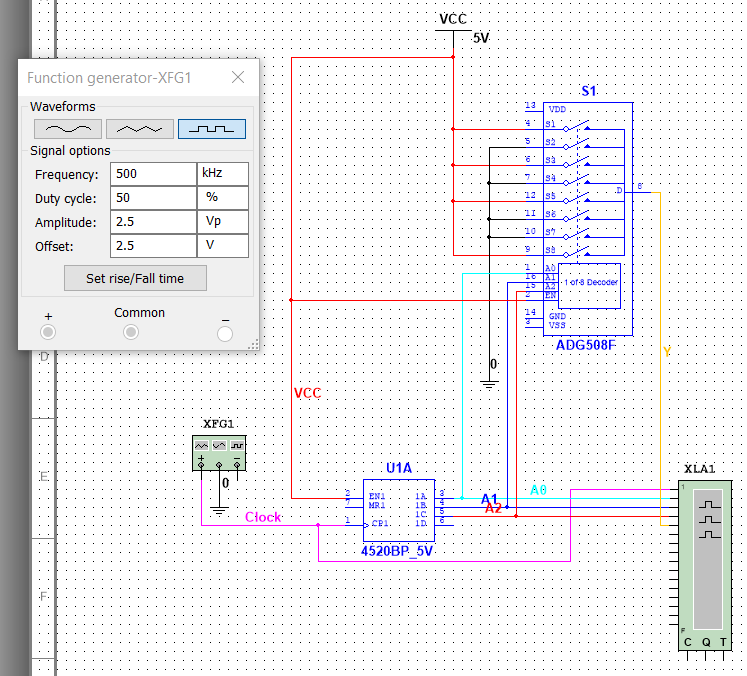 VCC
5V
Function generator-XFG1
Waveforms
Signal options
Frequency: 500 kHz
Duty cycle: 50 %
Amplitude: 2.5 Vp
Offset: 2.5 V
Set rise/Fall time
+ Common −
S1
13 VDD
4 S1
5 S2
6 S3
7 S4
12 S5
11 S6
10 S7
9 S8
D 8
1 A0
16 A1
15 A2
2 EN
1 of 8 Decoder
14 GND
3 VSS
ADG508F
D
Y
0
VCC
XFG1
+ −
0
U1A
XLA1
E
2 EN1 1A 3
7 MR1 1B 4
1C 5
1 CP1 1D 6
A0
A1
A2
1
Clock
4520BP_5V
F
F
C Q T